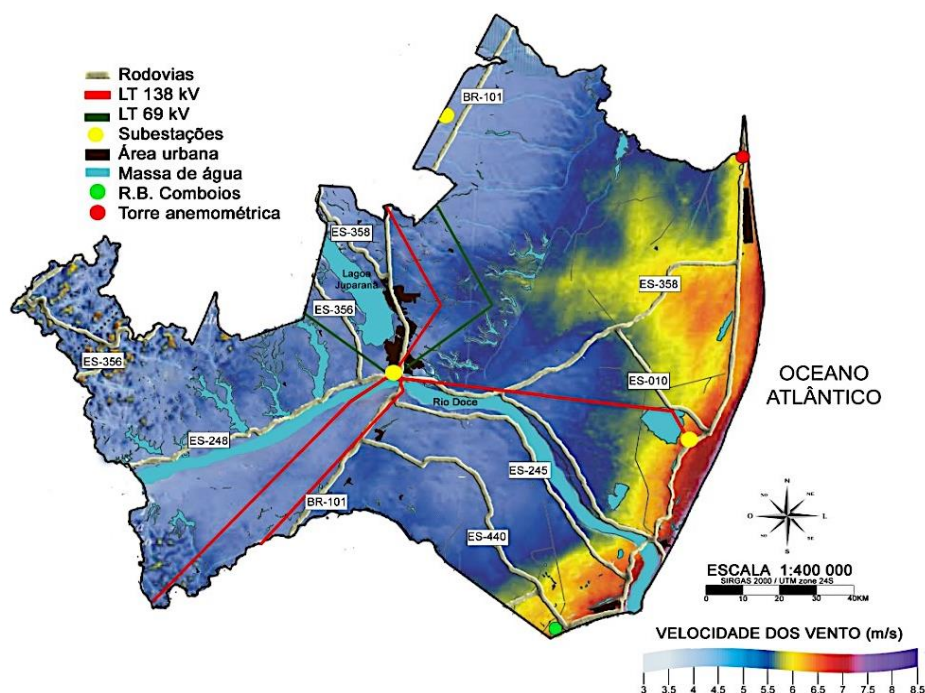 Rodovias
LT 138 kV
LT 69 kV
Subestações
Área urbana
Massa de água
R.B. Comboios
Torre anemométrica
BR-101
ES-358
Lagoa
Juparanã
ES-356
ES-356
ES-358
ES-010
OCEANO
ATLÂNTICO
Rio Doce
ES-248
ES-245
BR-101
ES-440
N
NO
NE
O
L
SO
SE
S
ESCALA 1:400 000
SIRGAS 2000 / UTM zone 24S
0 10 20 30 40KM
VELOCIDADE DOS VENTO (m/s)
3 3.5 4 4.5 5 5.5 6 6.5 7 7.5 8 8.5